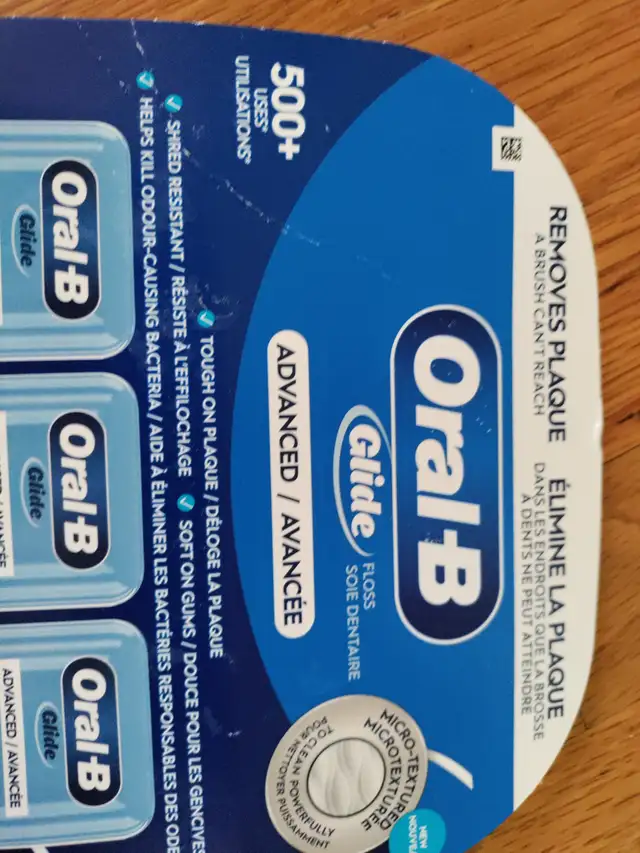 REMOVES PLAQUE
A BRUSH CAN'T REACH
ÉLIMINE LA PLAQUE
DANS LES ENDROITS QUE LA BROSSE
À DENTS NE PEUT ATTEINDRE
Oral-B
Glide
FLOSS
SOIE DENTAIRE
ADVANCED / AVANCÉE
500+
USES*
UTILISATIONS*
MICRO-TEXTURED
MICROTEXTURÉE
TO CLEAN POWERFULLY
POUR NETTOYER PUISSAMMENT
NEW
TOUGH ON PLAQUE / DÉLOGE LA PLAQUE
SHRED RESISTANT / RÉSISTE À L'EFFILOCHAGE
SOFT ON GUMS / DOUCE POUR LES GENCIVES
HELPS KILL ODOUR-CAUSING BACTERIA / AIDE À ÉLIMINER LES BACTÉRIES RESPONSABLES DES
Oral-B
Glide
Oral-B
Glide
Oral-B
Glide
ADVANCED / AVANCÉE